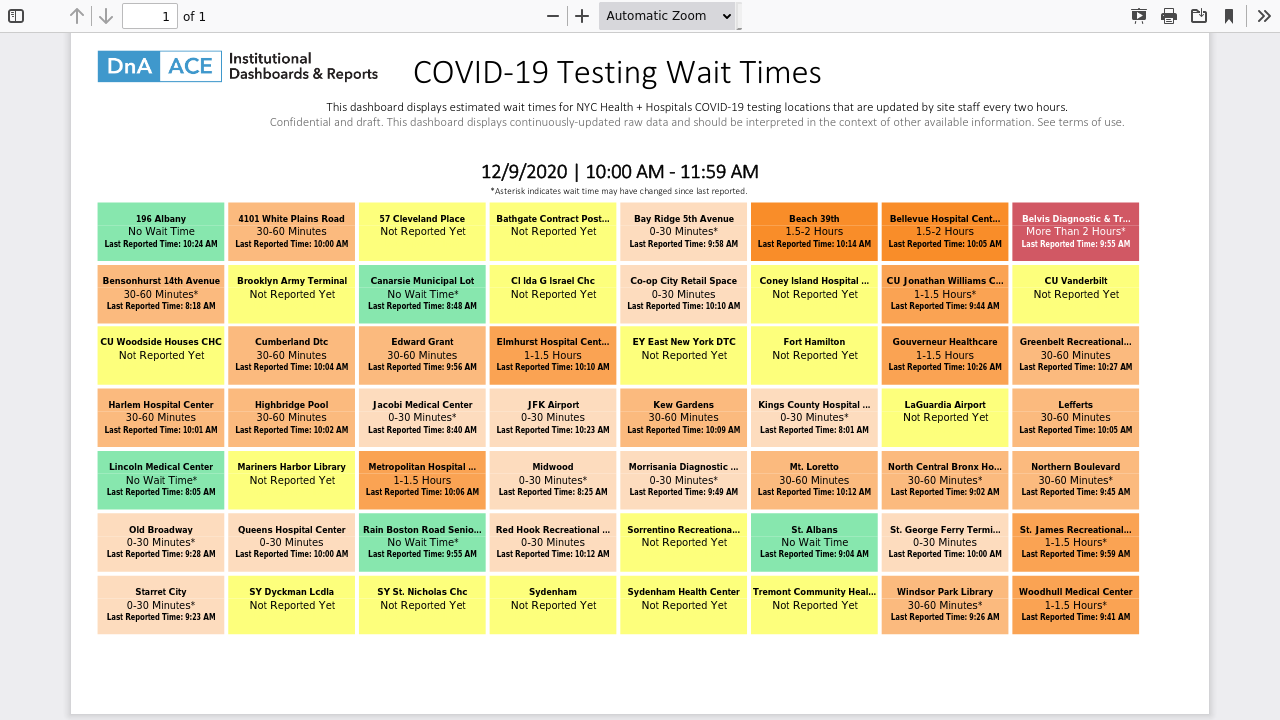 1 of 1 Automatic Zoom
DnA ACE Institutional
Dashboards & Reports
COVID-19 Testing Wait Times
This dashboard displays estimated wait times for NYC Health + Hospitals COVID-19 testing locations that are updated by site staff every two hours.
Confidential and draft. This dashboard displays continuously-updated raw data and should be interpreted in the context of other available information. See terms of use.
12/9/2020 | 10:00 AM - 11:59 AM
*Asterisk indicates wait time may have changed since last reported.
196 Albany
No Wait Time
Last Reported Time: 10:24 AM
4101 White Plains Road
30-60 Minutes
Last Reported Time: 10:00 AM
57 Cleveland Place
Not Reported Yet
Bathgate Contract Post...
Not Reported Yet
Bay Ridge 5th Avenue
0-30 Minutes*
Last Reported Time: 9:58 AM
Beach 39th
1.5-2 Hours
Last Reported Time: 10:14 AM
Bellevue Hospital Cent...
1.5-2 Hours
Last Reported Time: 10:05 AM
Belvis Diagnostic & Tr...
More Than 2 Hours*
Last Reported Time: 9:55 AM
Bensonhurst 14th Avenue
30-60 Minutes*
Last Reported Time: 8:18 AM
Brooklyn Army Terminal
Not Reported Yet
Canarsie Municipal Lot
No Wait Time*
Last Reported Time: 8:48 AM
Cl Ida G Israel Chc
Not Reported Yet
Co-op City Retail Space
0-30 Minutes
Last Reported Time: 10:10 AM
Coney Island Hospital ...
Not Reported Yet
CU Jonathan Williams C...
1-1.5 Hours*
Last Reported Time: 9:44 AM
CU Vanderbilt
Not Reported Yet
CU Woodside Houses CHC
Not Reported Yet
Cumberland Dtc
30-60 Minutes
Last Reported Time: 10:04 AM
Edward Grant
30-60 Minutes
Last Reported Time: 9:56 AM
Elmhurst Hospital Cent...
1-1.5 Hours
Last Reported Time: 10:10 AM
EY East New York DTC
Not Reported Yet
Fort Hamilton
Not Reported Yet
Gouverneur Healthcare
1-1.5 Hours
Last Reported Time: 10:26 AM
Greenbelt Recreational...
30-60 Minutes
Last Reported Time: 10:27 AM
Harlem Hospital Center
30-60 Minutes
Last Reported Time: 10:01 AM
Highbridge Pool
30-60 Minutes
Last Reported Time: 10:02 AM
Jacobi Medical Center
0-30 Minutes*
Last Reported Time: 8:40 AM
JFK Airport
0-30 Minutes
Last Reported Time: 10:23 AM
Kew Gardens
30-60 Minutes
Last Reported Time: 10:09 AM
Kings County Hospital ...
0-30 Minutes*
Last Reported Time: 8:01 AM
LaGuardia Airport
Not Reported Yet
Lefferts
30-60 Minutes
Last Reported Time: 10:05 AM
Lincoln Medical Center
No Wait Time*
Last Reported Time: 8:05 AM
Mariners Harbor Library
Not Reported Yet
Metropolitan Hospital ...
1-1.5 Hours
Last Reported Time: 10:06 AM
Midwood
0-30 Minutes*
Last Reported Time: 8:25 AM
Morrisania Diagnostic ...
0-30 Minutes*
Last Reported Time: 9:49 AM
Mt. Loretto
30-60 Minutes
Last Reported Time: 10:12 AM
North Central Bronx Ho...
30-60 Minutes*
Last Reported Time: 9:02 AM
Northern Boulevard
30-60 Minutes*
Last Reported Time: 9:45 AM
Old Broadway
0-30 Minutes*
Last Reported Time: 9:28 AM
Queens Hospital Center
0-30 Minutes
Last Reported Time: 10:00 AM
Rain Boston Road Senio...
No Wait Time*
Last Reported Time: 9:55 AM
Red Hook Recreational ...
0-30 Minutes
Last Reported Time: 10:12 AM
Sorrentino Recreationa...
Not Reported Yet
St. Albans
No Wait Time
Last Reported Time: 9:04 AM
St. George Ferry Termi...
0-30 Minutes
Last Reported Time: 10:00 AM
St. James Recreational...
1-1.5 Hours*
Last Reported Time: 9:59 AM
Starret City
0-30 Minutes*
Last Reported Time: 9:23 AM
SY Dyckman Lcdla
Not Reported Yet
SY St. Nicholas Chc
Not Reported Yet
Sydenham
Not Reported Yet
Sydenham Health Center
Not Reported Yet
Tremont Community Heal...
Not Reported Yet
Windsor Park Library
30-60 Minutes*
Last Reported Time: 9:26 AM
Woodhull Medical Center
1-1.5 Hours*
Last Reported Time: 9:41 AM